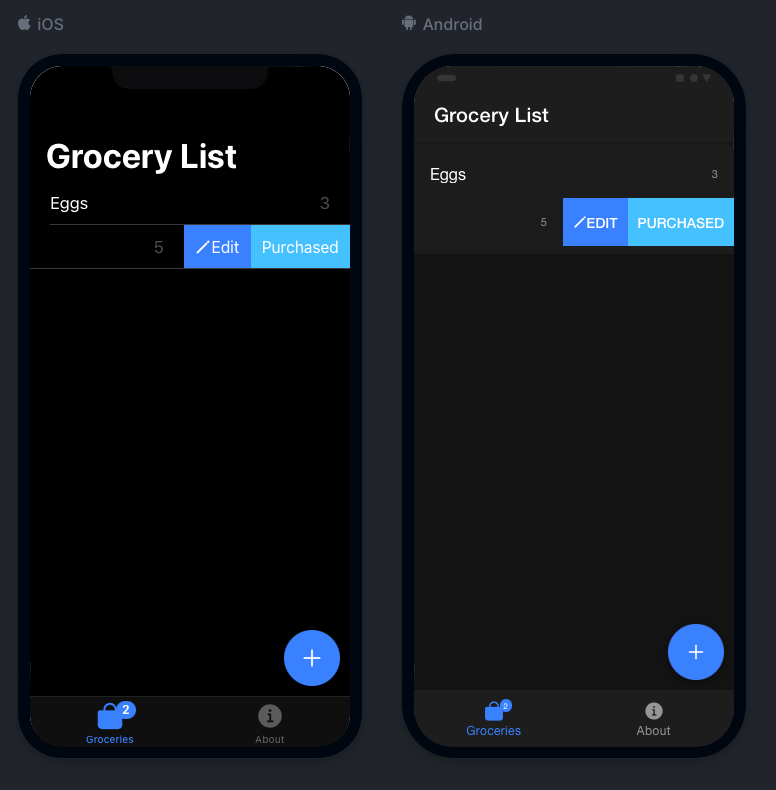 iOS
Grocery List
Eggs 3
5 Edit Purchased
2
Groceries About
Android
Grocery List
Eggs 3
5 EDIT PURCHASED
2
Groceries About